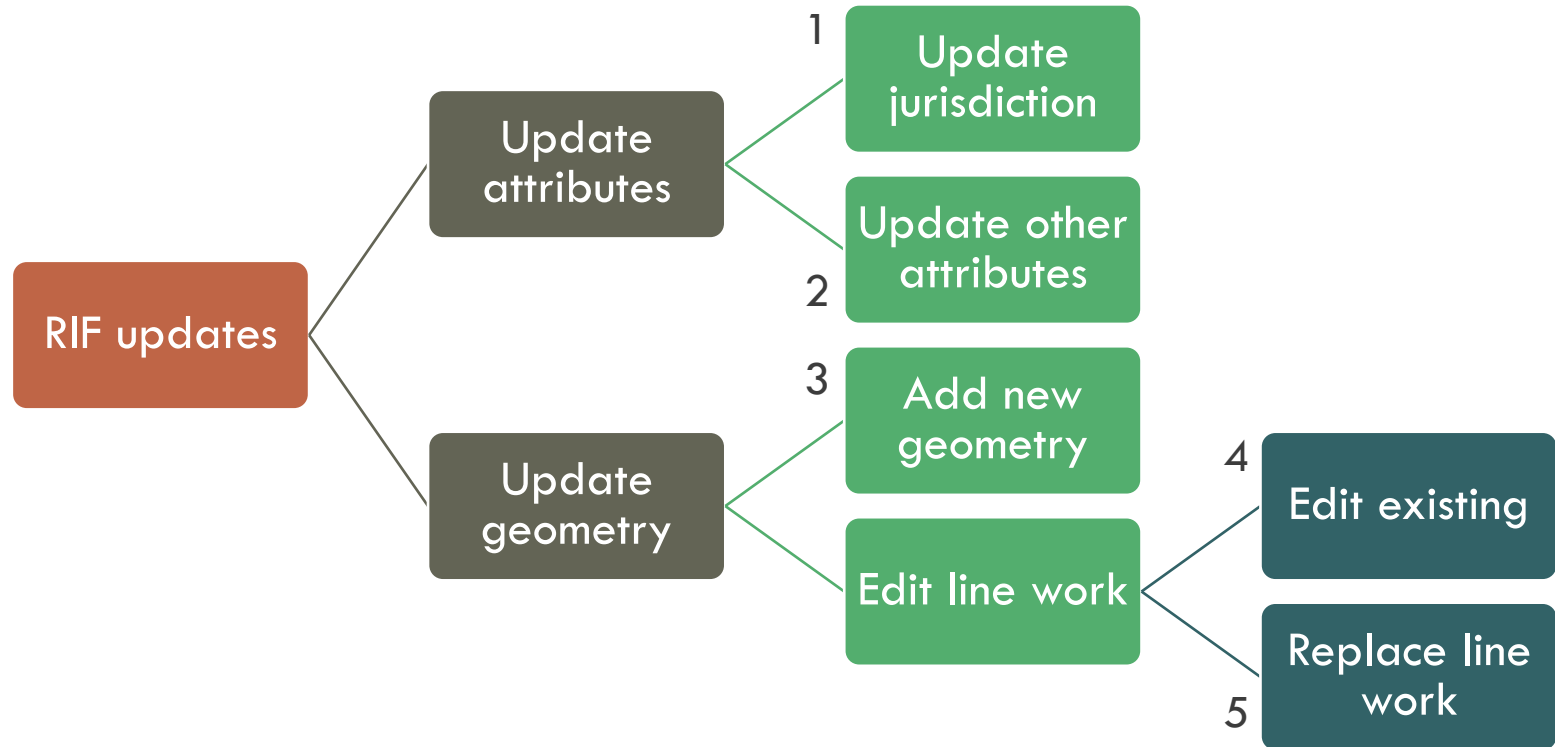 RIF updates
Update
attributes
Update
geometry
1
Update
jurisdiction
2
Update other
attributes
3
Add new
geometry
Edit line work
4
Edit existing
5
Replace line
work